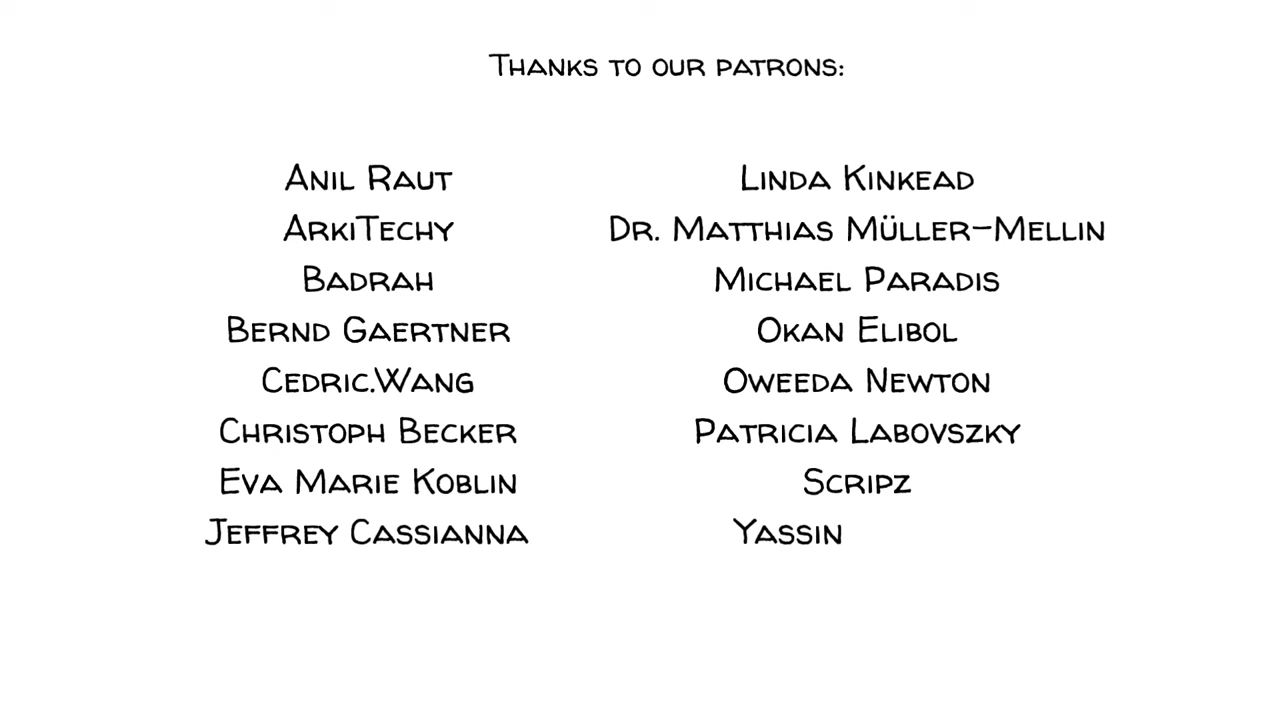 Thanks to our patrons:
Anil Raut
ArkiTechy
Badrah
Bernd Gaertner
Cedric.Wang
Christoph Becker
Eva Marie Koblin
Jeffrey Cassianna
Linda Kinkead
Dr. Matthias Müller-Mellin
Michael Paradis
Okan Elibol
Oweeda Newton
Patricia Labovszky
Scripz
Yassin